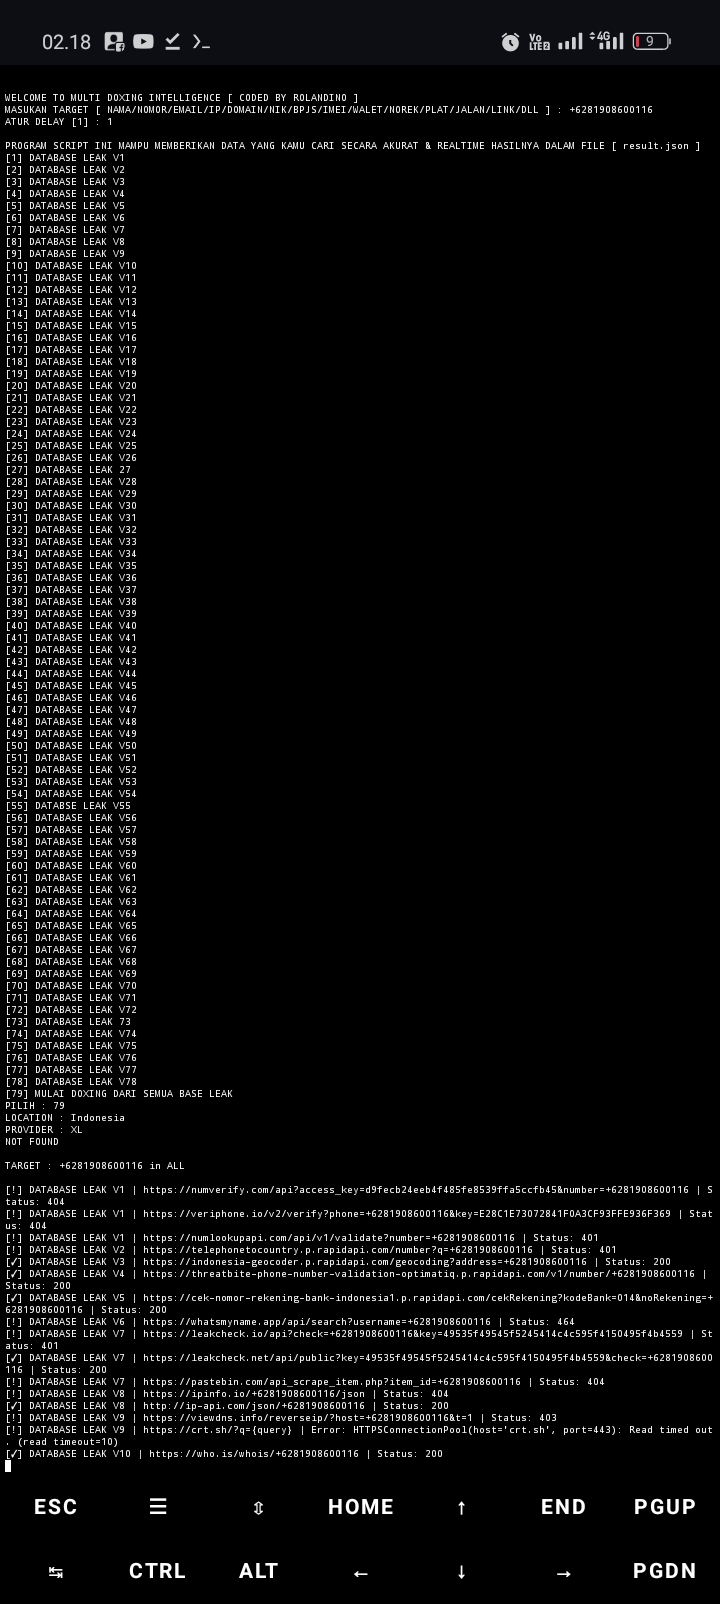 02.18
Vo LTE2
4G
9
WELCOME TO MULTI DOXING INTELLIGENCE [ CODED BY ROLANDINO ]
MASUKAN TARGET [ NAMA/NOMOR/EMAIL/IP/DOMAIN/NIK/BPJS/IMEI/WALET/NOREK/PLAT/JALAN/LINK/DLL ] : +6281908600116
ATUR DELAY [1] : 1
PROGRAM SCRIPT INI MAMPU MEMBERIKAN DATA YANG KAMU CARI SECARA AKURAT & REALTIME HASILNYA DALAM FILE [ result.json ]
[1] DATABASE LEAK V1
[2] DATABASE LEAK V2
[3] DATABASE LEAK V3
[4] DATABASE LEAK V4
[5] DATABASE LEAK V5
[6] DATABASE LEAK V6
[7] DATABASE LEAK V7
[8] DATABASE LEAK V8
[9] DATABASE LEAK V9
[10] DATABASE LEAK V10
[11] DATABASE LEAK V11
[12] DATABASE LEAK V12
[13] DATABASE LEAK V13
[14] DATABASE LEAK V14
[15] DATABASE LEAK V15
[16] DATABASE LEAK V16
[17] DATABASE LEAK V17
[18] DATABASE LEAK V18
[19] DATABASE LEAK V19
[20] DATABASE LEAK V20
[21] DATABASE LEAK V21
[22] DATABASE LEAK V22
[23] DATABASE LEAK V23
[24] DATABASE LEAK V24
[25] DATABASE LEAK V25
[26] DATABASE LEAK V26
[27] DATABASE LEAK 27
[28] DATABASE LEAK V28
[29] DATABASE LEAK V29
[30] DATABASE LEAK V30
[31] DATABASE LEAK V31
[32] DATABASE LEAK V32
[33] DATABASE LEAK V33
[34] DATABASE LEAK V34
[35] DATABASE LEAK V35
[36] DATABASE LEAK V36
[37] DATABASE LEAK V37
[38] DATABASE LEAK V38
[39] DATABASE LEAK V39
[40] DATABASE LEAK V40
[41] DATABASE LEAK V41
[42] DATABASE LEAK V42
[43] DATABASE LEAK V43
[44] DATABASE LEAK V44
[45] DATABASE LEAK V45
[46] DATABASE LEAK V46
[47] DATABASE LEAK V47
[48] DATABASE LEAK V48
[49] DATABASE LEAK V49
[50] DATABASE LEAK V50
[51] DATABASE LEAK V51
[52] DATABASE LEAK V52
[53] DATABASE LEAK V53
[54] DATABASE LEAK V54
[55] DATABSE LEAK V55
[56] DATABASE LEAK V56
[57] DATABASE LEAK V57
[58] DATABASE LEAK V58
[59] DATABASE LEAK V59
[60] DATABASE LEAK V60
[61] DATABASE LEAK V61
[62] DATABASE LEAK V62
[63] DATABASE LEAK V63
[64] DATABASE LEAK V64
[65] DATABASE LEAK V65
[66] DATABASE LEAK V66
[67] DATABASE LEAK V67
[68] DATABASE LEAK V68
[69] DATABASE LEAK V69
[70] DATABASE LEAK V70
[71] DATABASE LEAK V71
[72] DATABASE LEAK V72
[73] DATABASE LEAK 73
[74] DATABASE LEAK V74
[75] DATABASE LEAK V75
[76] DATABASE LEAK V76
[77] DATABASE LEAK V77
[78] DATABASE LEAK V78
[79] MULAI DOXING DARI SEMUA BASE LEAK
PILIH : 79
LOCATION : Indonesia
PROVIDER : XL
NOT FOUND
TARGET : +6281908600116 in ALL
[!] DATABASE LEAK V1 | https://numverify.com/api?access_key=d9fecb24eeb4f485fe8539ffa5ccfb45&number=+6281908600116 | S
tatus: 404
[!] DATABASE LEAK V1 | https://veriphone.io/v2/verify?phone=+6281908600116&key=E28C1E73072841F0A3CF93FFE936F369 | Stat
us: 404
[!] DATABASE LEAK V1 | https://numlookupapi.com/api/v1/validate?number=+6281908600116 | Status: 401
[!] DATABASE LEAK V2 | https://telephonetocountry.p.rapidapi.com/number?q=+6281908600116 | Status: 401
[✓] DATABASE LEAK V3 | https://indonesia-geocoder.p.rapidapi.com/geocoding?address=+6281908600116 | Status: 200
[✓] DATABASE LEAK V4 | https://threatbite-phone-number-validation-optimatiq.p.rapidapi.com/v1/number/+6281908600116 |
Status: 200
[✓] DATABASE LEAK V5 | https://cek-nomor-rekening-bank-indonesia1.p.rapidapi.com/cekRekening?kodeBank=014&noRekening=+
6281908600116 | Status: 200
[!] DATABASE LEAK V6 | https://whatsmyname.app/api/search?username=+6281908600116 | Status: 464
[!] DATABASE LEAK V7 | https://leakcheck.io/api?check=+6281908600116&key=49535f49545f5245414c4c595f4150495f4b4559 | St
atus: 401
[✓] DATABASE LEAK V7 | https://leakcheck.net/api/public?key=49535f49545f5245414c4c595f4150495f4b4559&check=+6281908600
116 | Status: 200
[!] DATABASE LEAK V7 | https://pastebin.com/api_scrape_item.php?item_id=+6281908600116 | Status: 404
[!] DATABASE LEAK V8 | https://ipinfo.io/+6281908600116/json | Status: 404
[✓] DATABASE LEAK V8 | http://ip-api.com/json/+6281908600116 | Status: 200
[!] DATABASE LEAK V9 | https://viewdns.info/reverseip/?host=+6281908600116&t=1 | Status: 403
[!] DATABASE LEAK V9 | https://crt.sh/?q={query} | Error: HTTPSConnectionPool(host='crt.sh', port=443): Read timed out
. (read timeout=10)
[✓] DATABASE LEAK V10 | https://who.is/whois/+6281908600116 | Status: 200
ESC ☰ ⇳ HOME ↑ END PGUP
↹ CTRL ALT ← ↓ → PGDN